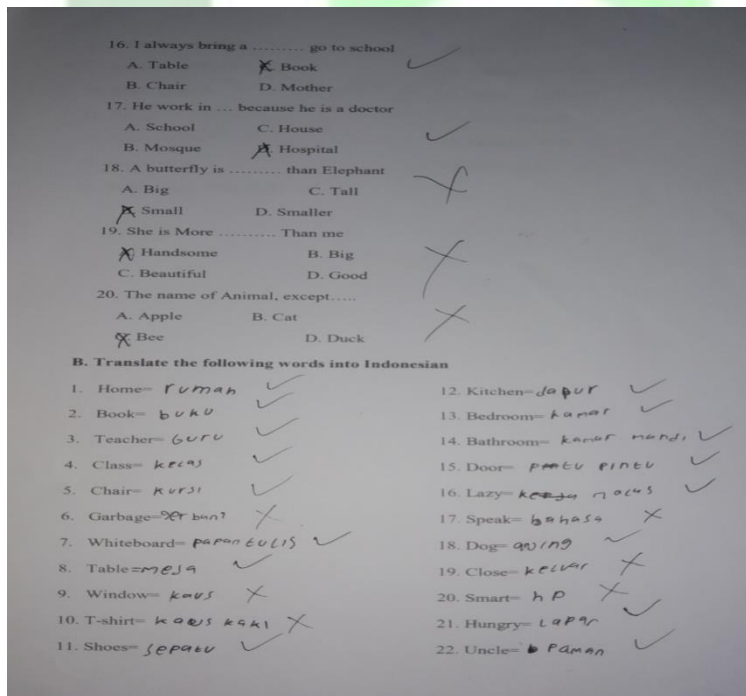 16. I always bring a ......... go to school
A. Table C. Book
B. Chair D. Mother
17. He work in ... because he is a doctor
A. School C. House
B. Mosque D. Hospital
18. A butterfly is ......... than Elephant
A. Big C. Tall
B. Small D. Smaller
19. She is More .......... Than me
A. Handsome B. Big
C. Beautiful D. Good
20. The name of Animal, except.....
A. Apple B. Cat
C. Bee D. Duck
B. Translate the following words into Indonesian
1. Home= rumah
2. Book= buku
3. Teacher= Guru
4. Class= kelas
5. Chair= kursi
6. Garbage=
7. Whiteboard= papan tulis
8. Table=mesa
9. Window= kaus
10. T-shirt= kaus kaki
11. Shoes= sepatu
12. Kitchen= dapur
13. Bedroom= kamar
14. Bathroom= kamar mandi
15. Door= pintu
16. Lazy= malas
17. Speak= bahasa
18. Dog= anjing
19. Close= keluar
20. Smart= hp
21. Hungry= Lapar
22. Uncle= paman